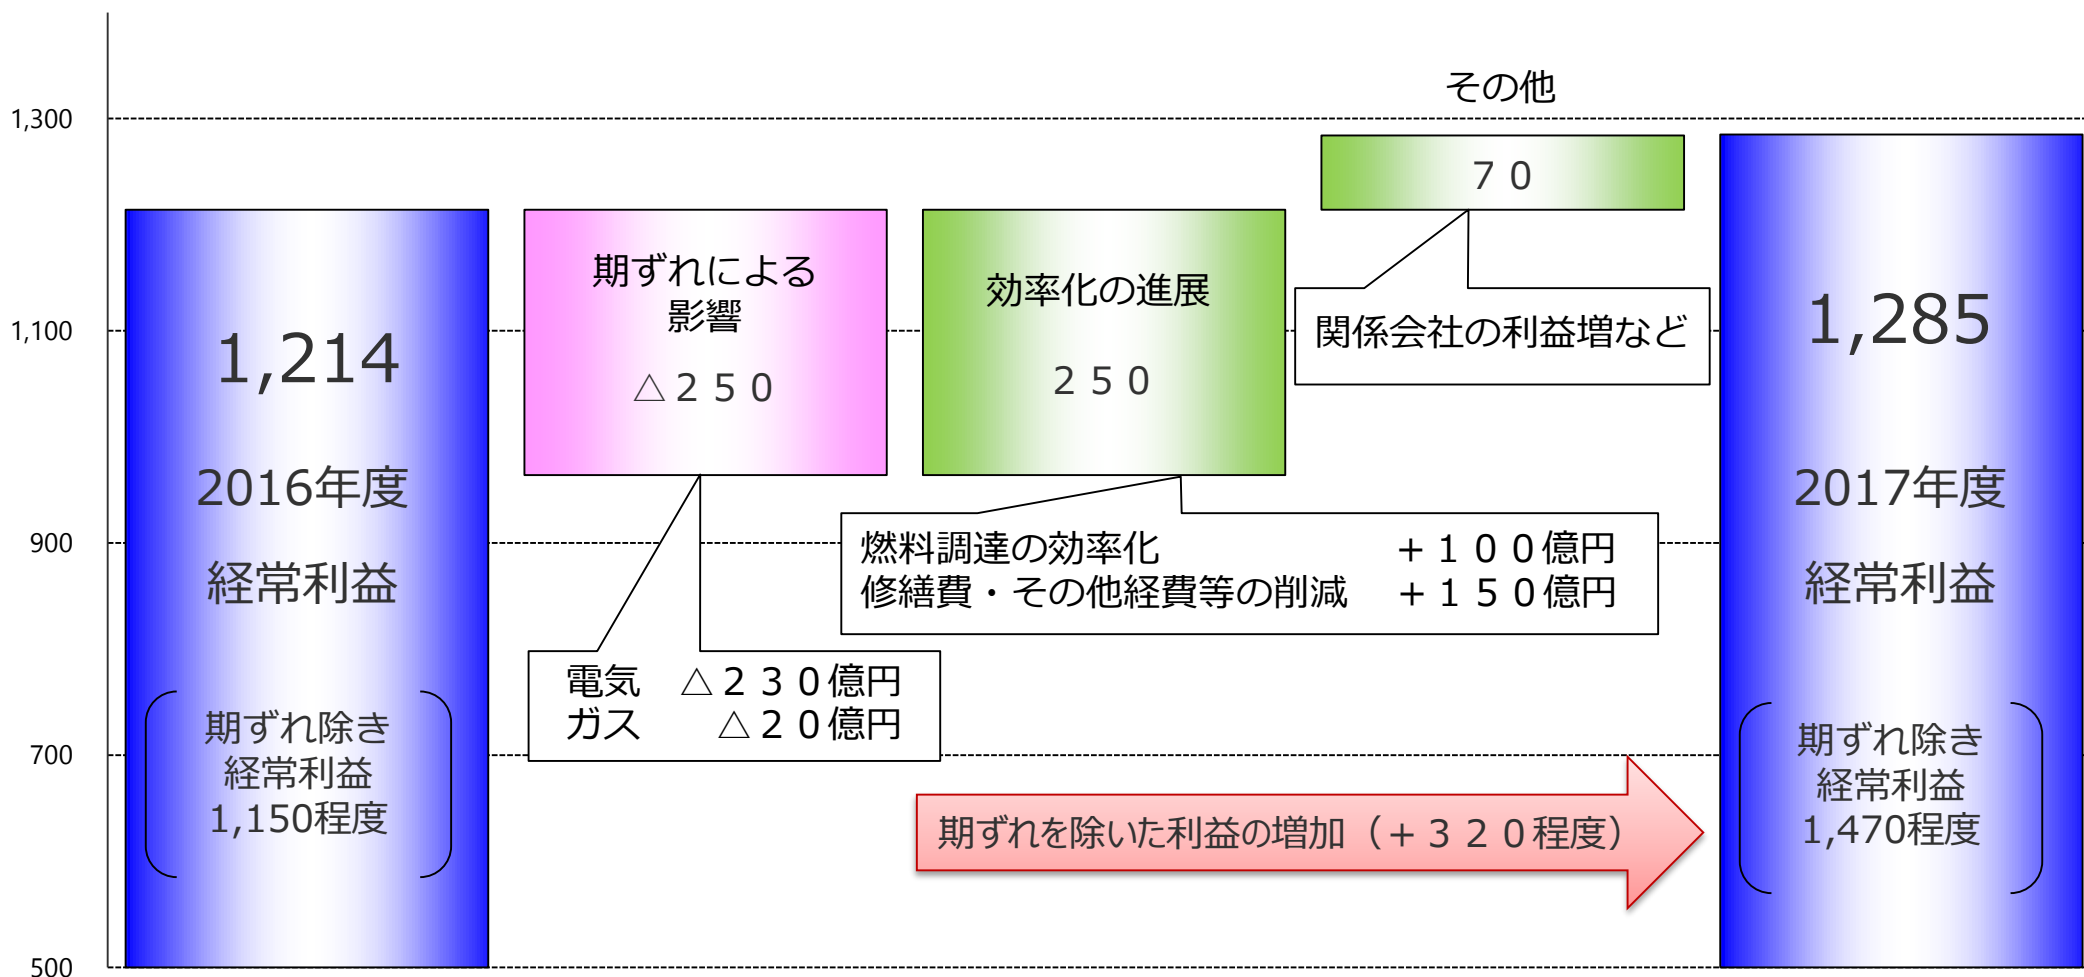 1,300
1,100
900
700
500
1,214
2016年度
経常利益
期ずれ除き
経常利益
1,150程度
期ずれによる
影響
△２５０
電気　△２３０億円
ガス　　△２０億円
効率化の進展
２５０
燃料調達の効率化　＋１００億円
修繕費・その他経費等の削減　＋１５０億円
その他
７０
関係会社の利益増など
期ずれを除いた利益の増加（＋３２０程度）
1,285
2017年度
経常利益
期ずれ除き
経常利益
1,470程度